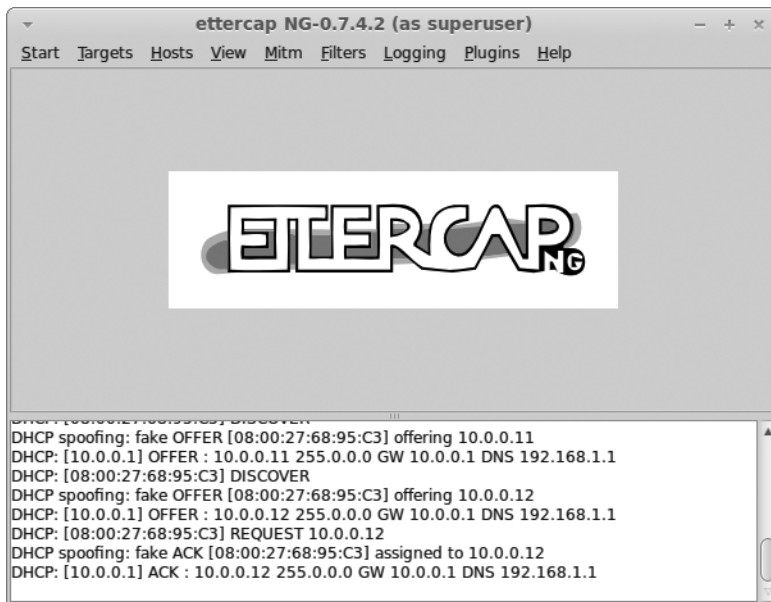 ettercap NG-0.7.4.2 (as superuser)
Start Targets Hosts View Mitm Filters Logging Plugins Help
ETTERCAP
NG
DHCP: [08:00:27:68:95:C3] DISCOVER
DHCP spoofing: fake OFFER [08:00:27:68:95:C3] offering 10.0.0.11
DHCP: [10.0.0.1] OFFER : 10.0.0.11 255.0.0.0 GW 10.0.0.1 DNS 192.168.1.1
DHCP: [08:00:27:68:95:C3] DISCOVER
DHCP spoofing: fake OFFER [08:00:27:68:95:C3] offering 10.0.0.12
DHCP: [10.0.0.1] OFFER : 10.0.0.12 255.0.0.0 GW 10.0.0.1 DNS 192.168.1.1
DHCP: [08:00:27:68:95:C3] REQUEST 10.0.0.12
DHCP spoofing: fake ACK [08:00:27:68:95:C3] assigned to 10.0.0.12
DHCP: [10.0.0.1] ACK : 10.0.0.12 255.0.0.0 GW 10.0.0.1 DNS 192.168.1.1